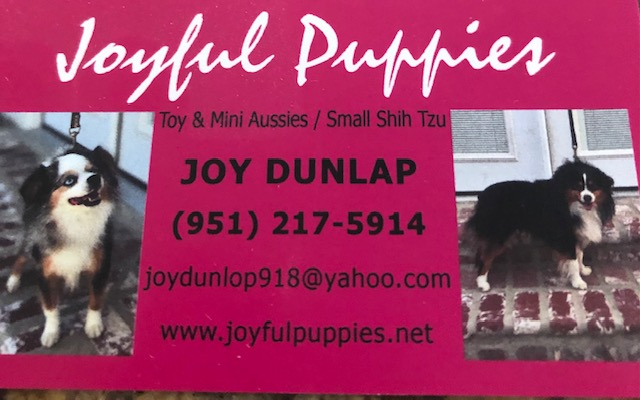 Joyful Puppies
Toy & Mini Aussies / Small Shih Tzu
JOY DUNLAP
(951) 217-5914
joydunlop918@yahoo.com
www.joyfulpuppies.net